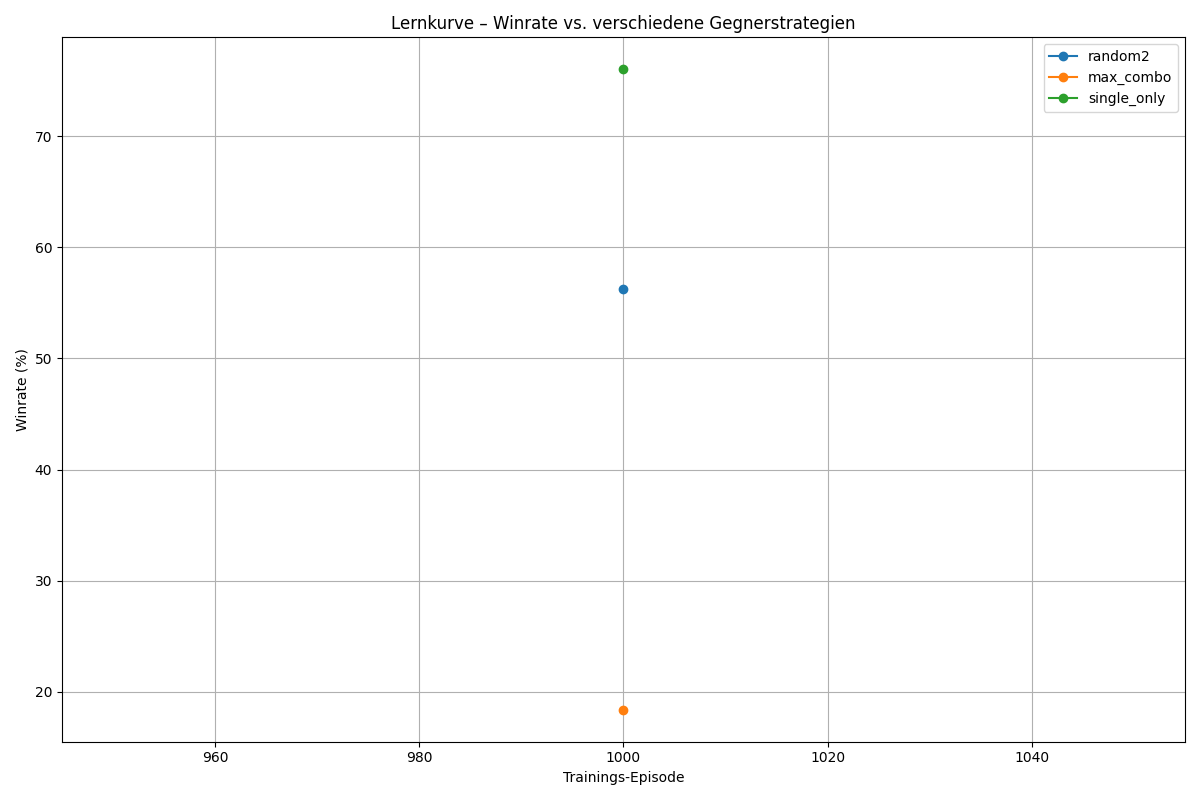 Lernkurve – Winrate vs. verschiedene Gegnerstrategien
random2
max_combo
single_only
Winrate (%)
70
60
50
40
30
20
960 980 1000 1020 1040
Trainings-Episode